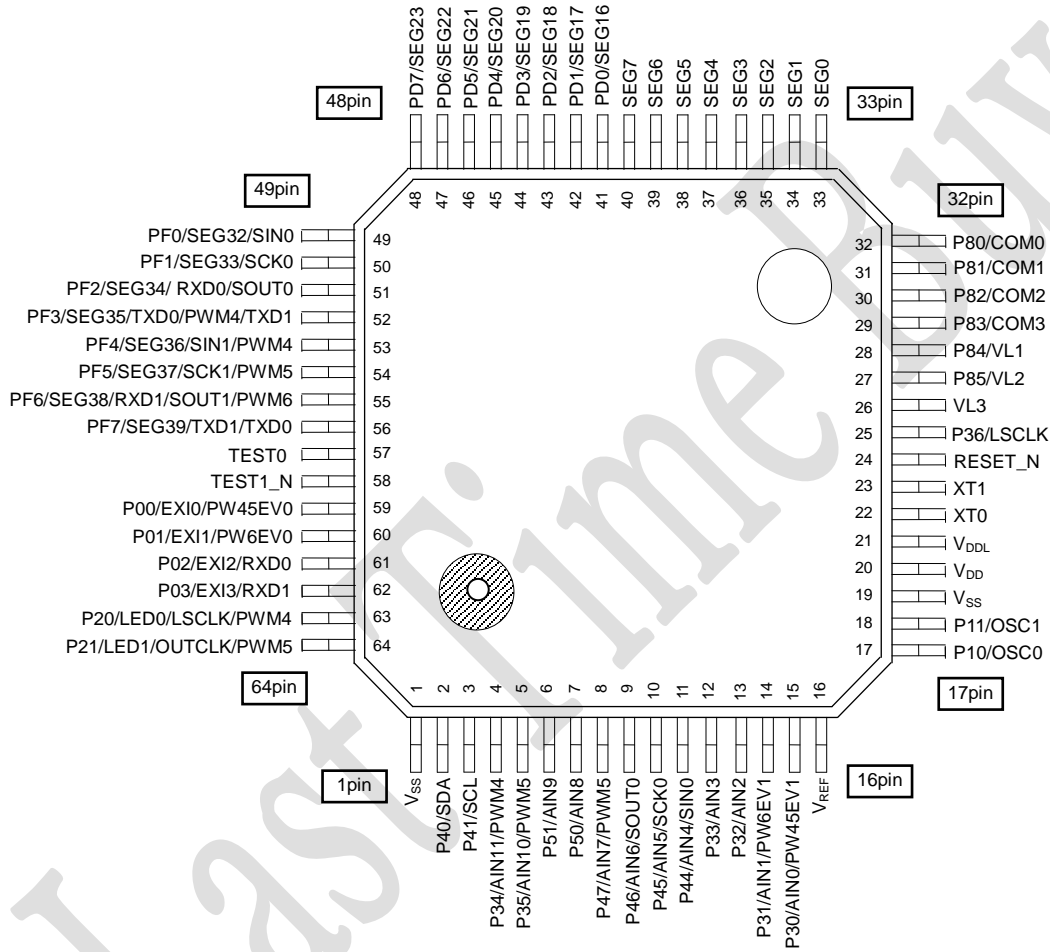 PD7/SEG23
PD6/SEG22
PD5/SEG21
PD4/SEG20
PD3/SEG19
PD2/SEG18
PD1/SEG17
PD0/SEG16
SEG7
SEG6
SEG5
SEG4
SEG3
SEG2
SEG1
SEG0
48pin
33pin
49pin
32pin
48
47
46
45
44
43
42
41
40
39
38
37
36
35
34
33
PF0/SEG32/SIN0 49
PF1/SEG33/SCK0 50
PF2/SEG34/ RXD0/SOUT0 51
PF3/SEG35/TXD0/PWM4/TXD1 52
PF4/SEG36/SIN1/PWM4 53
PF5/SEG37/SCK1/PWM5 54
PF6/SEG38/RXD1/SOUT1/PWM6 55
PF7/SEG39/TXD1/TXD0 56
TEST0 57
TEST1_N 58
P00/EXI0/PW45EV0 59
P01/EXI1/PW6EV0 60
P02/EXI2/RXD0 61
P03/EXI3/RXD1 62
P20/LED0/LSCLK/PWM4 63
P21/LED1/OUTCLK/PWM5 64
32 P80/COM0
31 P81/COM1
30 P82/COM2
29 P83/COM3
28 P84/VL1
27 P85/VL2
26 VL3
25 P36/LSCLK
24 RESET_N
23 XT1
22 XT0
21 VDDL
20 VDD
19 VSS
18 P11/OSC1
17 P10/OSC0
64pin
17pin
1
2
3
4
5
6
7
8
9
10
11
12
13
14
15
16
1pin
16pin
VSS
P40/SDA
P41/SCL
P34/AIN11/PWM4
P35/AIN10/PWM5
P51/AIN9
P50/AIN8
P47/AIN7/PWM5
P46/AIN6/SOUT0
P45/AIN5/SCK0
P44/AIN4/SIN0
P33/AIN3
P32/AIN2
P31/AIN1/PW6EV1
P30/AIN0/PW45EV1
VREF
Last Time Buy